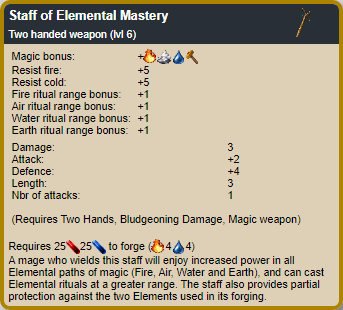 Staff of Elemental Mastery
Two handed weapon (lvl 6)
Magic bonus: +
Resist fire: +5
Resist cold: +5
Fire ritual range bonus: +1
Air ritual range bonus: +1
Water ritual range bonus: +1
Earth ritual range bonus: +1
Damage: 3
Attack: +2
Defence: +4
Length: 3
Nbr of attacks: 1
(Requires Two Hands, Bludgeoning Damage, Magic weapon)
Requires 25 25 to forge ( 4 4)
A mage who wields this staff will enjoy increased power in all
Elemental paths of magic (Fire, Air, Water and Earth), and can cast
Elemental rituals at a greater range. The staff also provides partial
protection against the two Elements used in its forging.